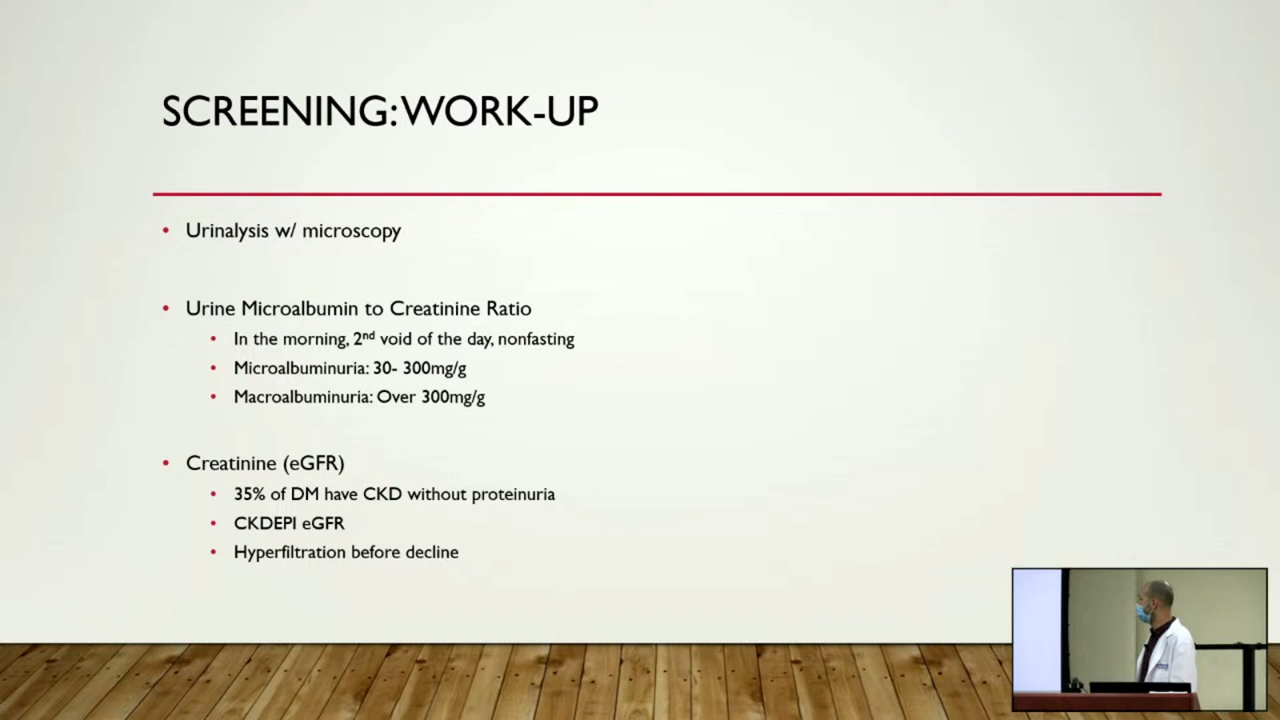 SCREENING: WORK-UP
• Urinalysis w/ microscopy
• Urine Microalbumin to Creatinine Ratio
• In the morning, 2nd void of the day, nonfasting
• Microalbuminuria: 30- 300mg/g
• Macroalbuminuria: Over 300mg/g
• Creatinine (eGFR)
• 35% of DM have CKD without proteinuria
• CKDEPI eGFR
• Hyperfiltration before decline